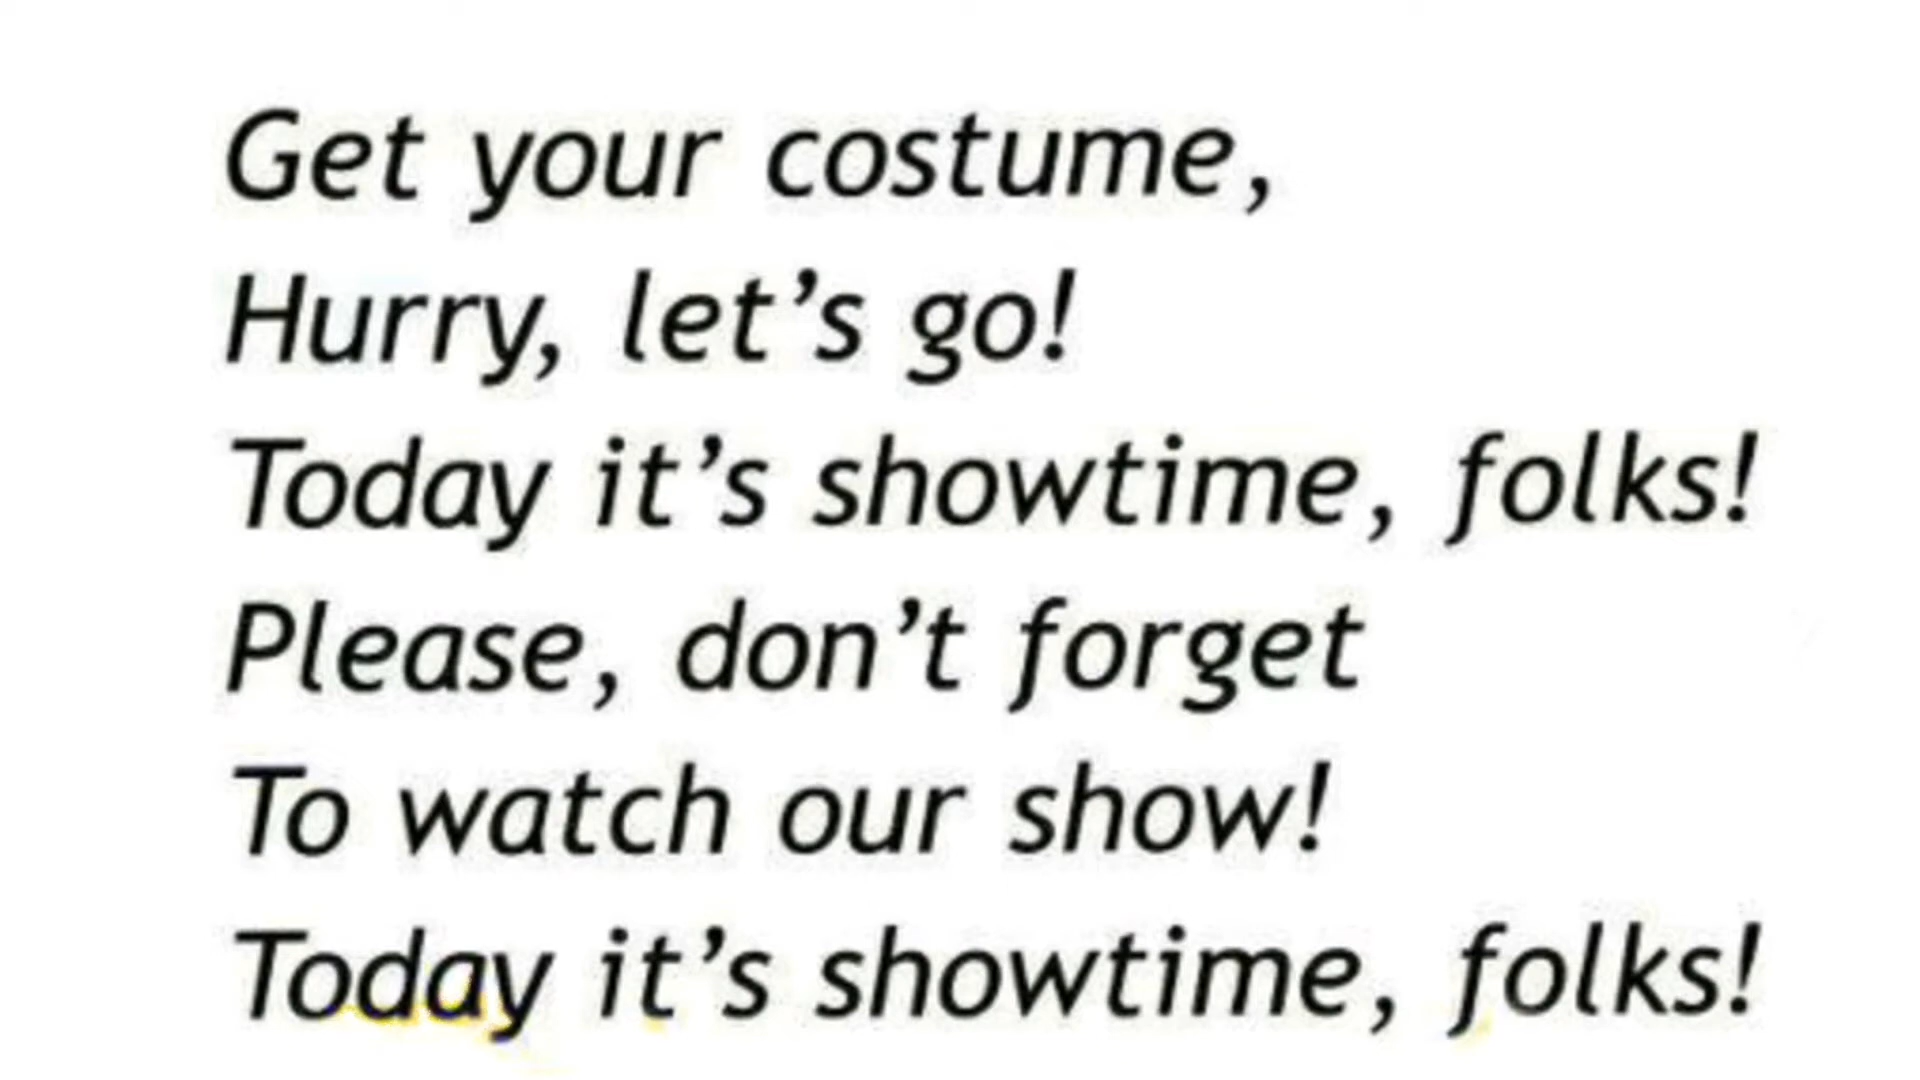 Get your costume,
Hurry, let’s go!
Today it’s showtime, folks!
Please, don’t forget
To watch our show!
Today it’s showtime, folks!